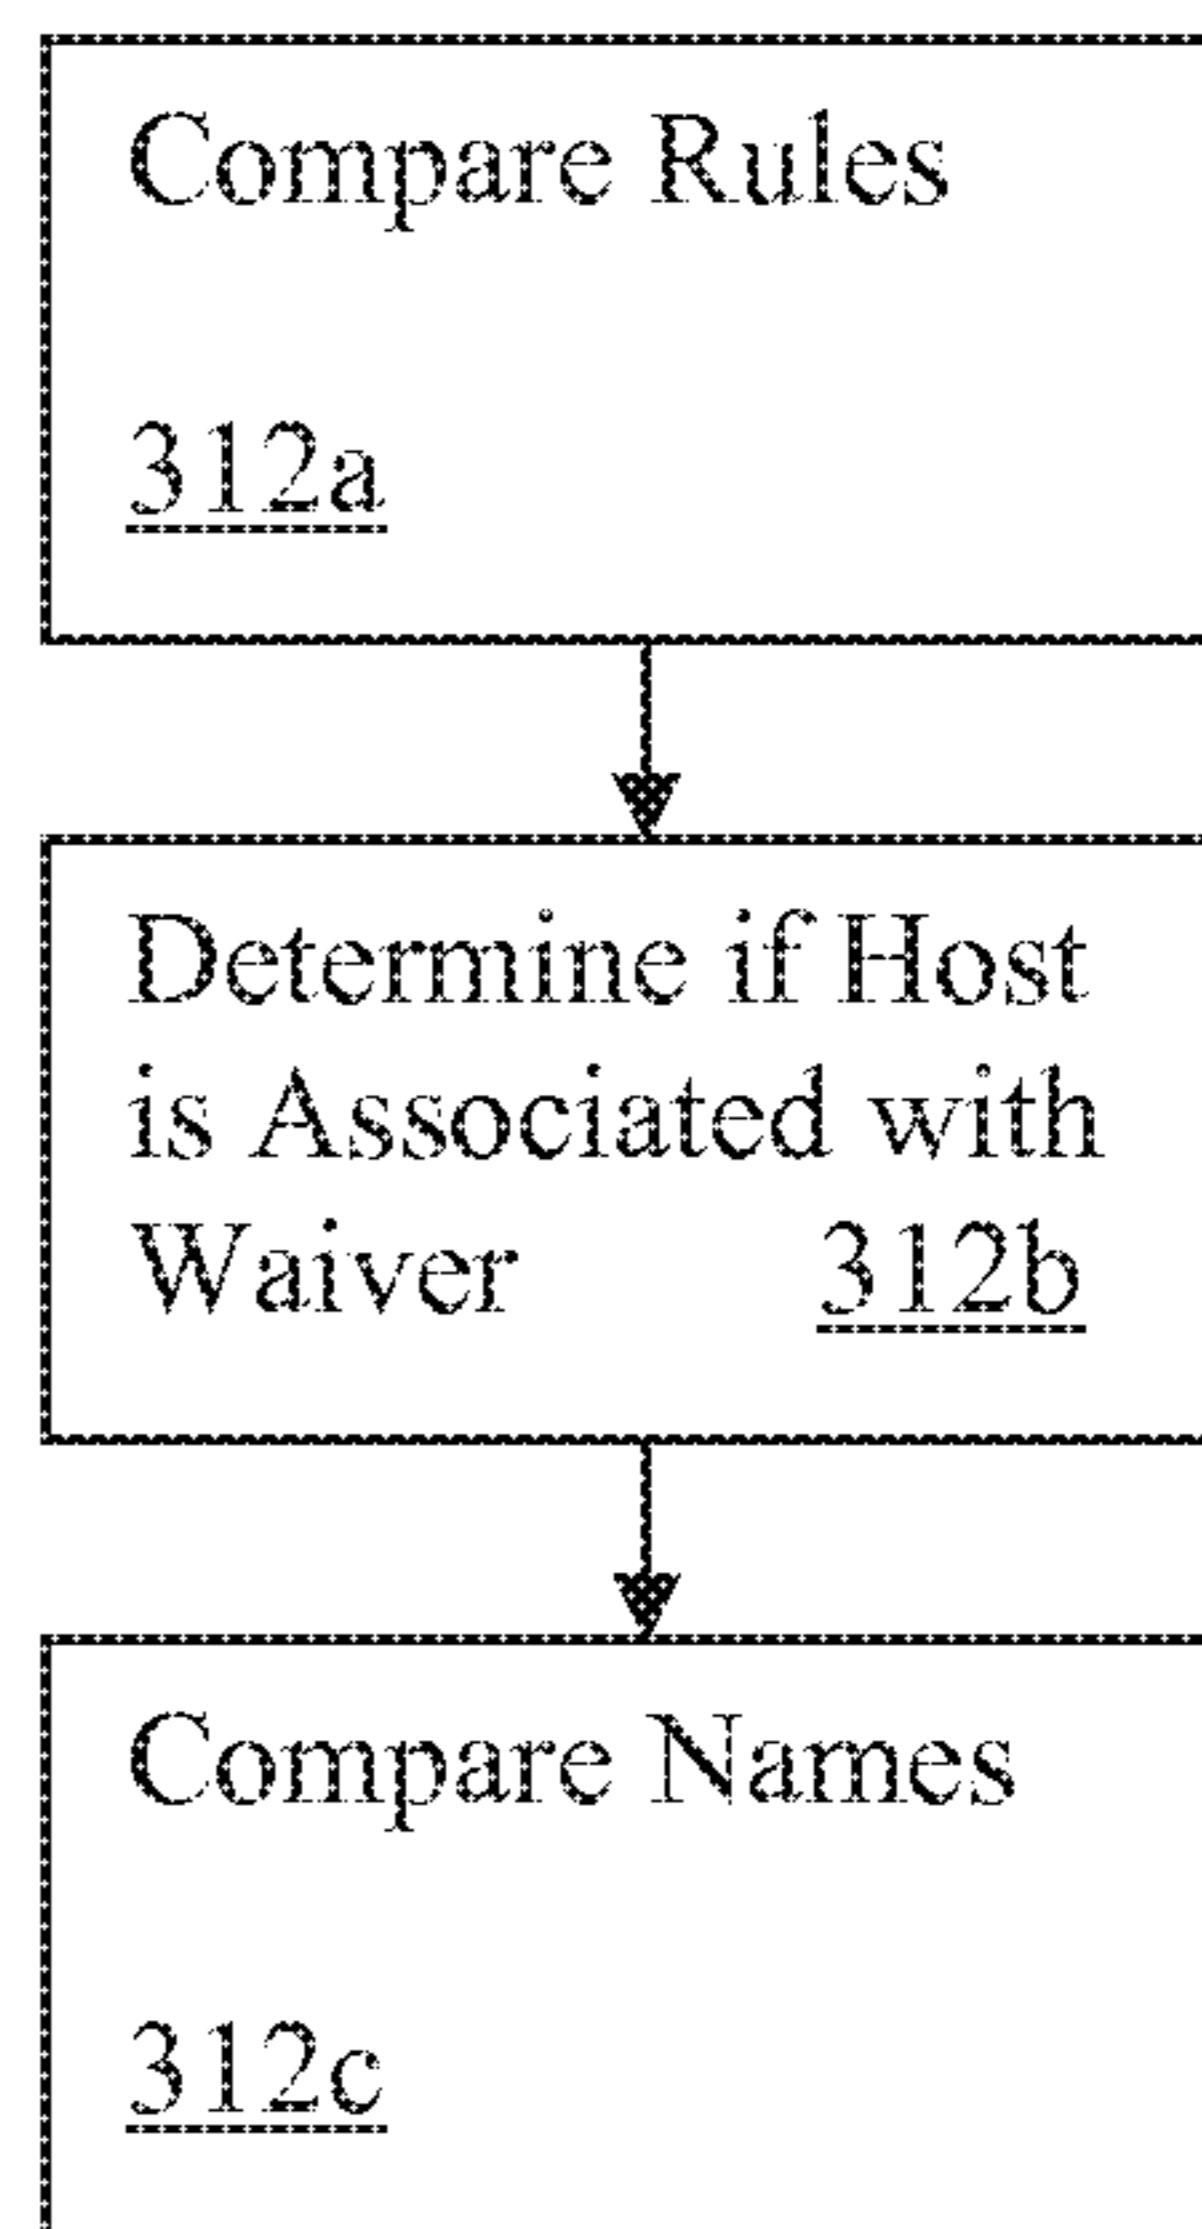 Compare Rules
312a
Determine if Host
is Associated with
Waiver 312b
Compare Names
312c